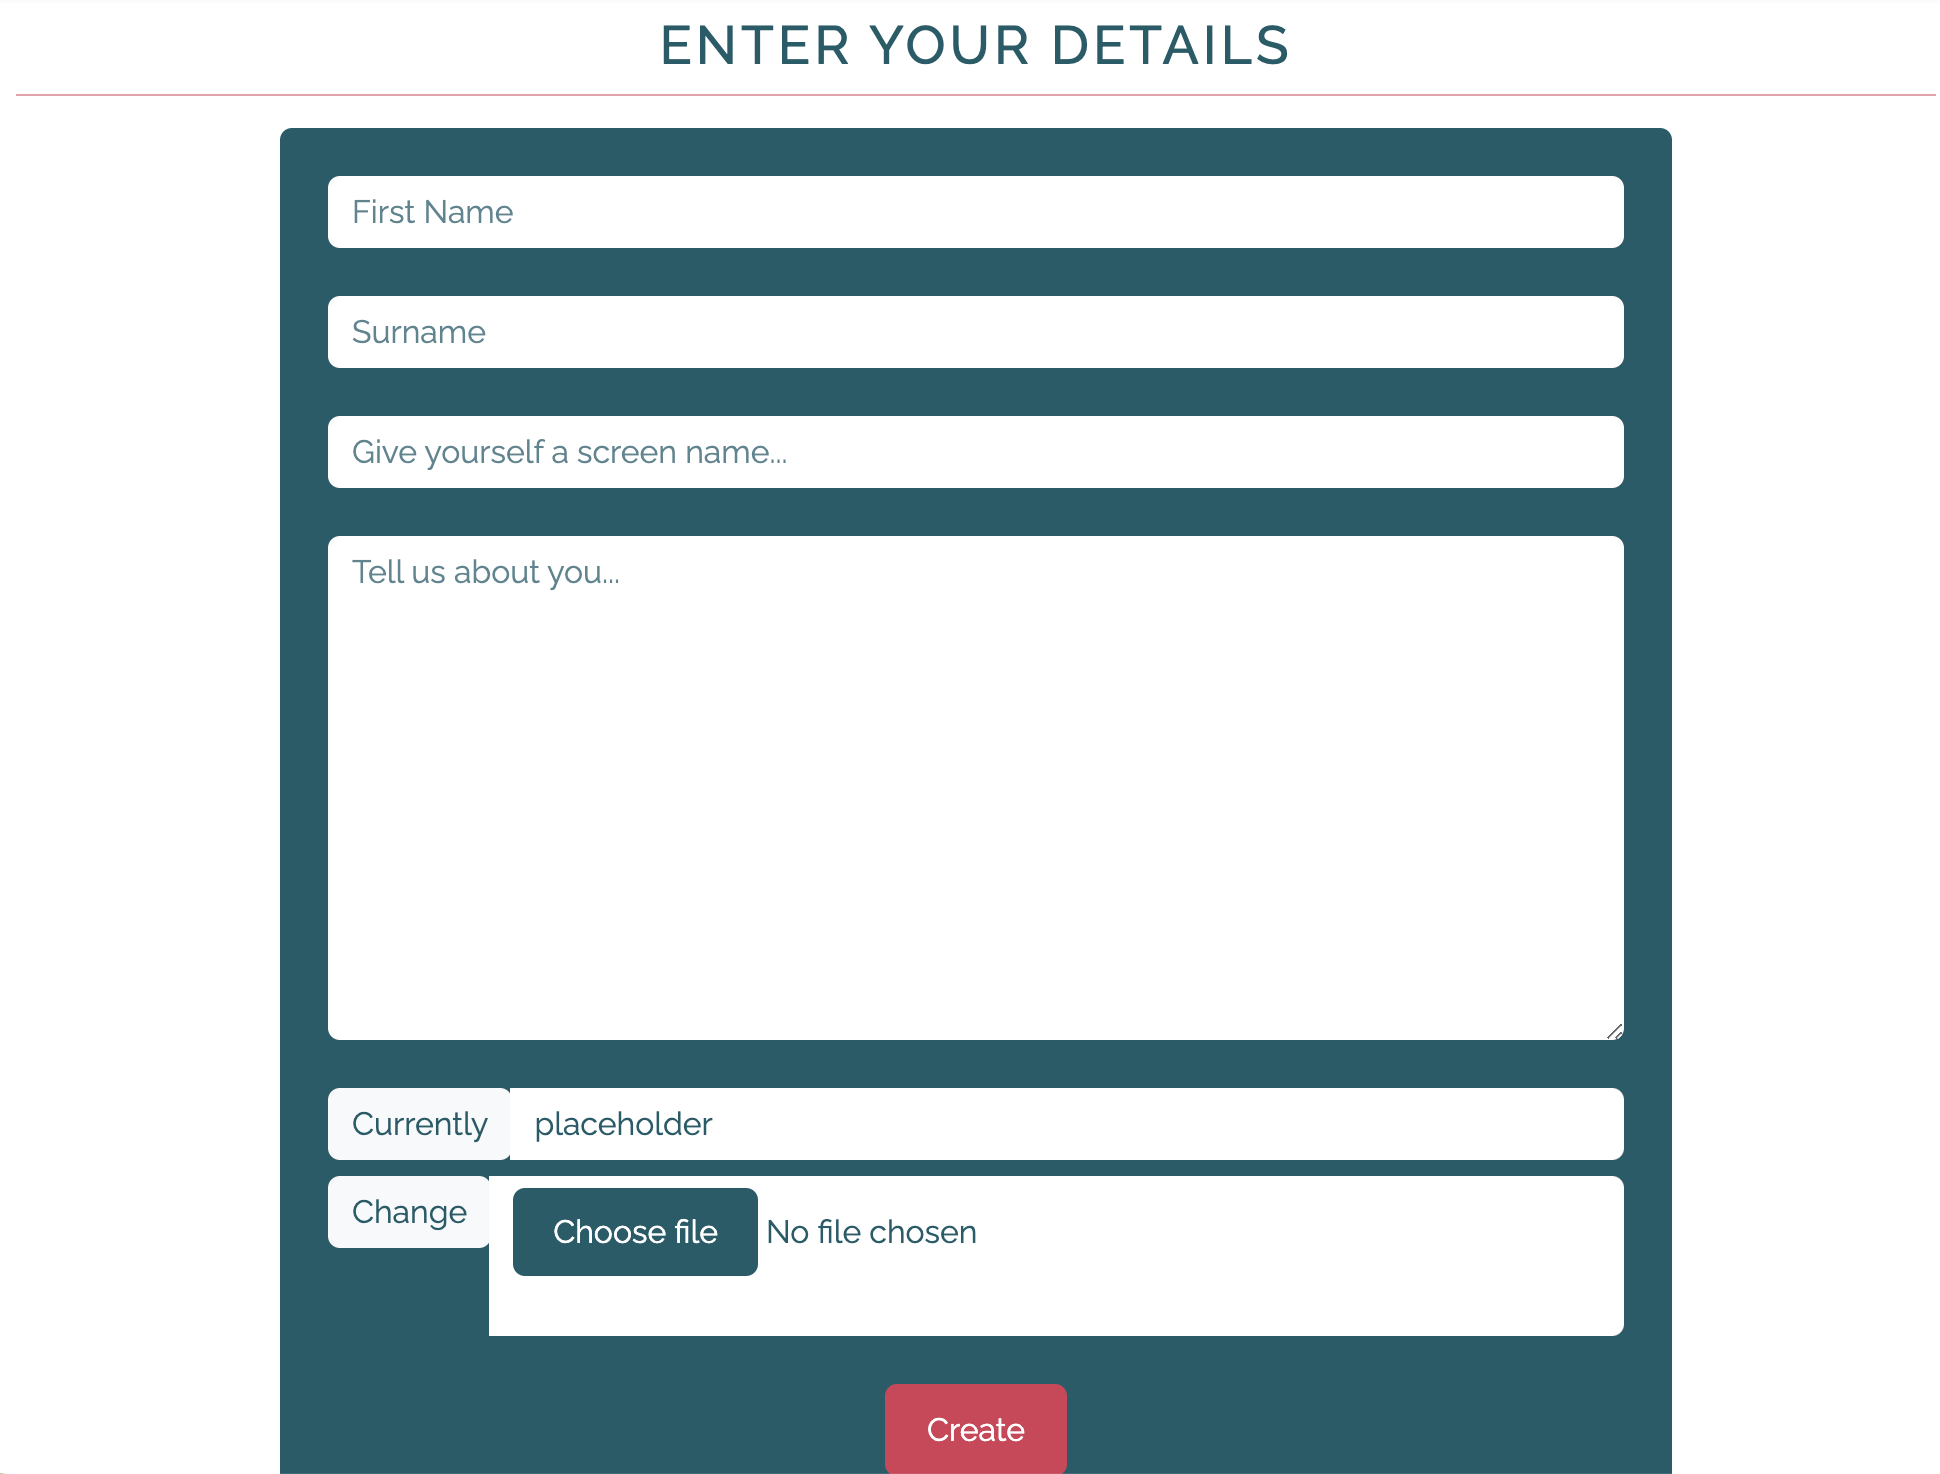 ENTER YOUR DETAILS
First Name
Surname
Give yourself a screen name...
Tell us about you...
Currently placeholder
Change Choose file No file chosen
Create